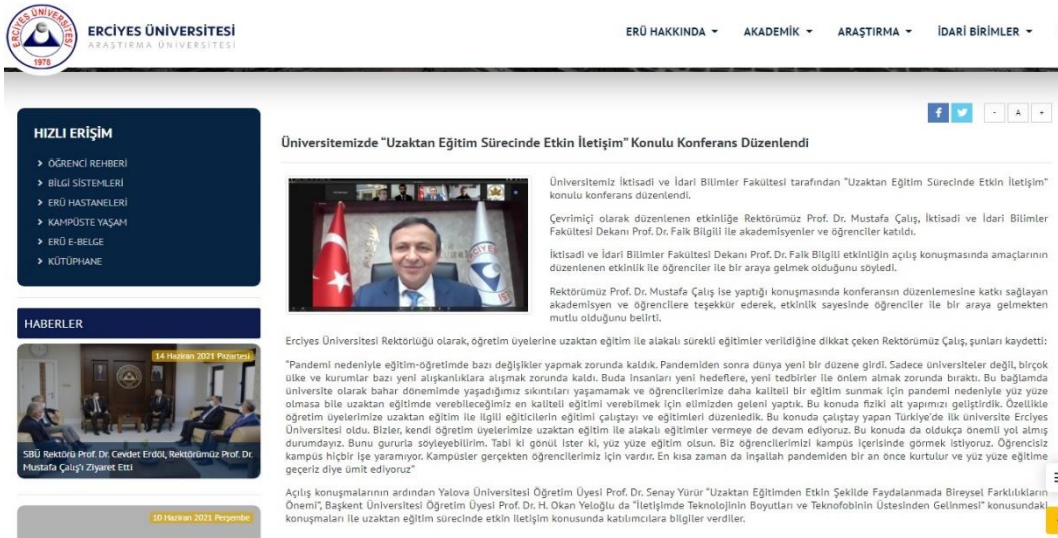 ERCİYES ÜNİVERSİTESİ
ARAŞTIRMA ÜNİVERSİTESİ
ERCİYES ÜNİVERSİTESİ
1978
ERÜ HAKKINDA
AKADEMİK
ARAŞTIRMA
İDARİ BİRİMLER
- A +
HIZLI ERİŞİM
ÖĞRENCİ REHBERİ
BİLGİ SİSTEMLERİ
ERÜ HASTANELERİ
KAMPÜSTE YAŞAM
ERÜ E-BELGE
KÜTÜPHANE
HABERLER
14 Haziran 2021 Pazartesi
SBÜ Rektörü Prof. Dr. Cevdet Erdöl, Rektörümüz Prof. Dr.
Mustafa Çalış'ı Ziyaret Etti
10 Haziran 2021 Perşembe
Üniversitemizde "Uzaktan Eğitim Sürecinde Etkin İletişim" Konulu Konferans Düzenlendi
Üniversitemiz İktisadi ve İdari Bilimler Fakültesi tarafından "Uzaktan Eğitim Sürecinde Etkin İletişim"
konulu konferans düzenlendi.
Çevrimiçi olarak düzenlenen etkinliğe Rektörümüz Prof. Dr. Mustafa Çalış, İktisadi ve İdari Bilimler
Fakültesi Dekanı Prof. Dr. Faik Bilgili ile akademisyenler ve öğrenciler katıldı.
İktisadi ve İdari Bilimler Fakültesi Dekanı Prof. Dr. Faik Bilgili etkinliğin açılış konuşmasında amaçlarının
düzenlenen etkinlik ile öğrenciler ile bir araya gelmek olduğunu söyledi.
Rektörümüz Prof. Dr. Mustafa Çalış ise yaptığı konuşmasında konferansın düzenlemesine katkı sağlayan
akademisyen ve öğrencilere teşekkür ederek, etkinlik sayesinde öğrenciler ile bir araya gelmekten
mutlu olduğunu belirti.
Erciyes Üniversitesi Rektörlüğü olarak, öğretim üyelerine uzaktan eğitim ile alakalı sürekli eğitimler verildiğine dikkat çeken Rektörümüz Çalış, şunları kaydetti:
"Pandemi nedeniyle eğitim-öğretimde bazı değişikler yapmak zorunda kaldık. Pandemiden sonra dünya yeni bir düzene girdi. Sadece üniversiteler değil, birçok
ülke ve kurumlar bazı yeni alışkanlıklara alışmak zorunda kaldı. Buda insanları yeni hedeflere, yeni tedbirler ile önlem almak zorunda bıraktı. Bu bağlamda
üniversite olarak bahar dönemimde yaşadığımız sıkıntıları yaşamamak ve öğrencilerimize daha kaliteli bir eğitim sunmak için pandemi nedeniyle yüz yüze
olmasa bile uzaktan eğitimde verebileceğimiz en kaliteli eğitimi verebilmek için elimizden geleni yaptık. Bu konuda fiziki alt yapımızı geliştirdik. Özellikle
öğretim üyelerimize uzaktan eğitim ile ilgili eğiticilerin eğitimi çalıştayı ve eğitimleri düzenledik. Bu konuda çalıştay yapan Türkiye'de ilk üniversite Erciyes
Üniversitesi oldu. Bizler, kendi öğretim üyelerimize uzaktan eğitim ile alakalı eğitimler vermeye de devam ediyoruz. Bu konuda da oldukça önemli yol almış
durumdayız. Bunu gururla söyleyebilirim. Tabi ki gönül ister ki, yüz yüze eğitim olsun. Biz öğrencilerimizi kampüs içerisinde görmek istiyoruz. Öğrencisiz
kampüs hiçbir işe yaramıyor. Kampüsler gerçekten öğrencilerimiz için vardır. En kısa zaman da inşallah pandemiden bir an önce kurtulur ve yüz yüze eğitime
geçeriz diye ümit ediyoruz"
Açılış konuşmalarının ardından Yalova Üniversitesi Öğretim Üyesi Prof. Dr. Senay Yürür "Uzaktan Eğitimden Etkin Şekilde Faydalanmada Bireysel Farklılıkların
Önemi", Başkent Üniversitesi Öğretim Üyesi Prof. Dr. H. Okan Yeloğlu da "İletişimde Teknolojinin Boyutları ve Teknofobinin Üstesinden Gelinmesi" konusundaki
konuşmaları ile uzaktan eğitim sürecinde etkin iletişim konusunda katılımcılara bilgiler verdiler.